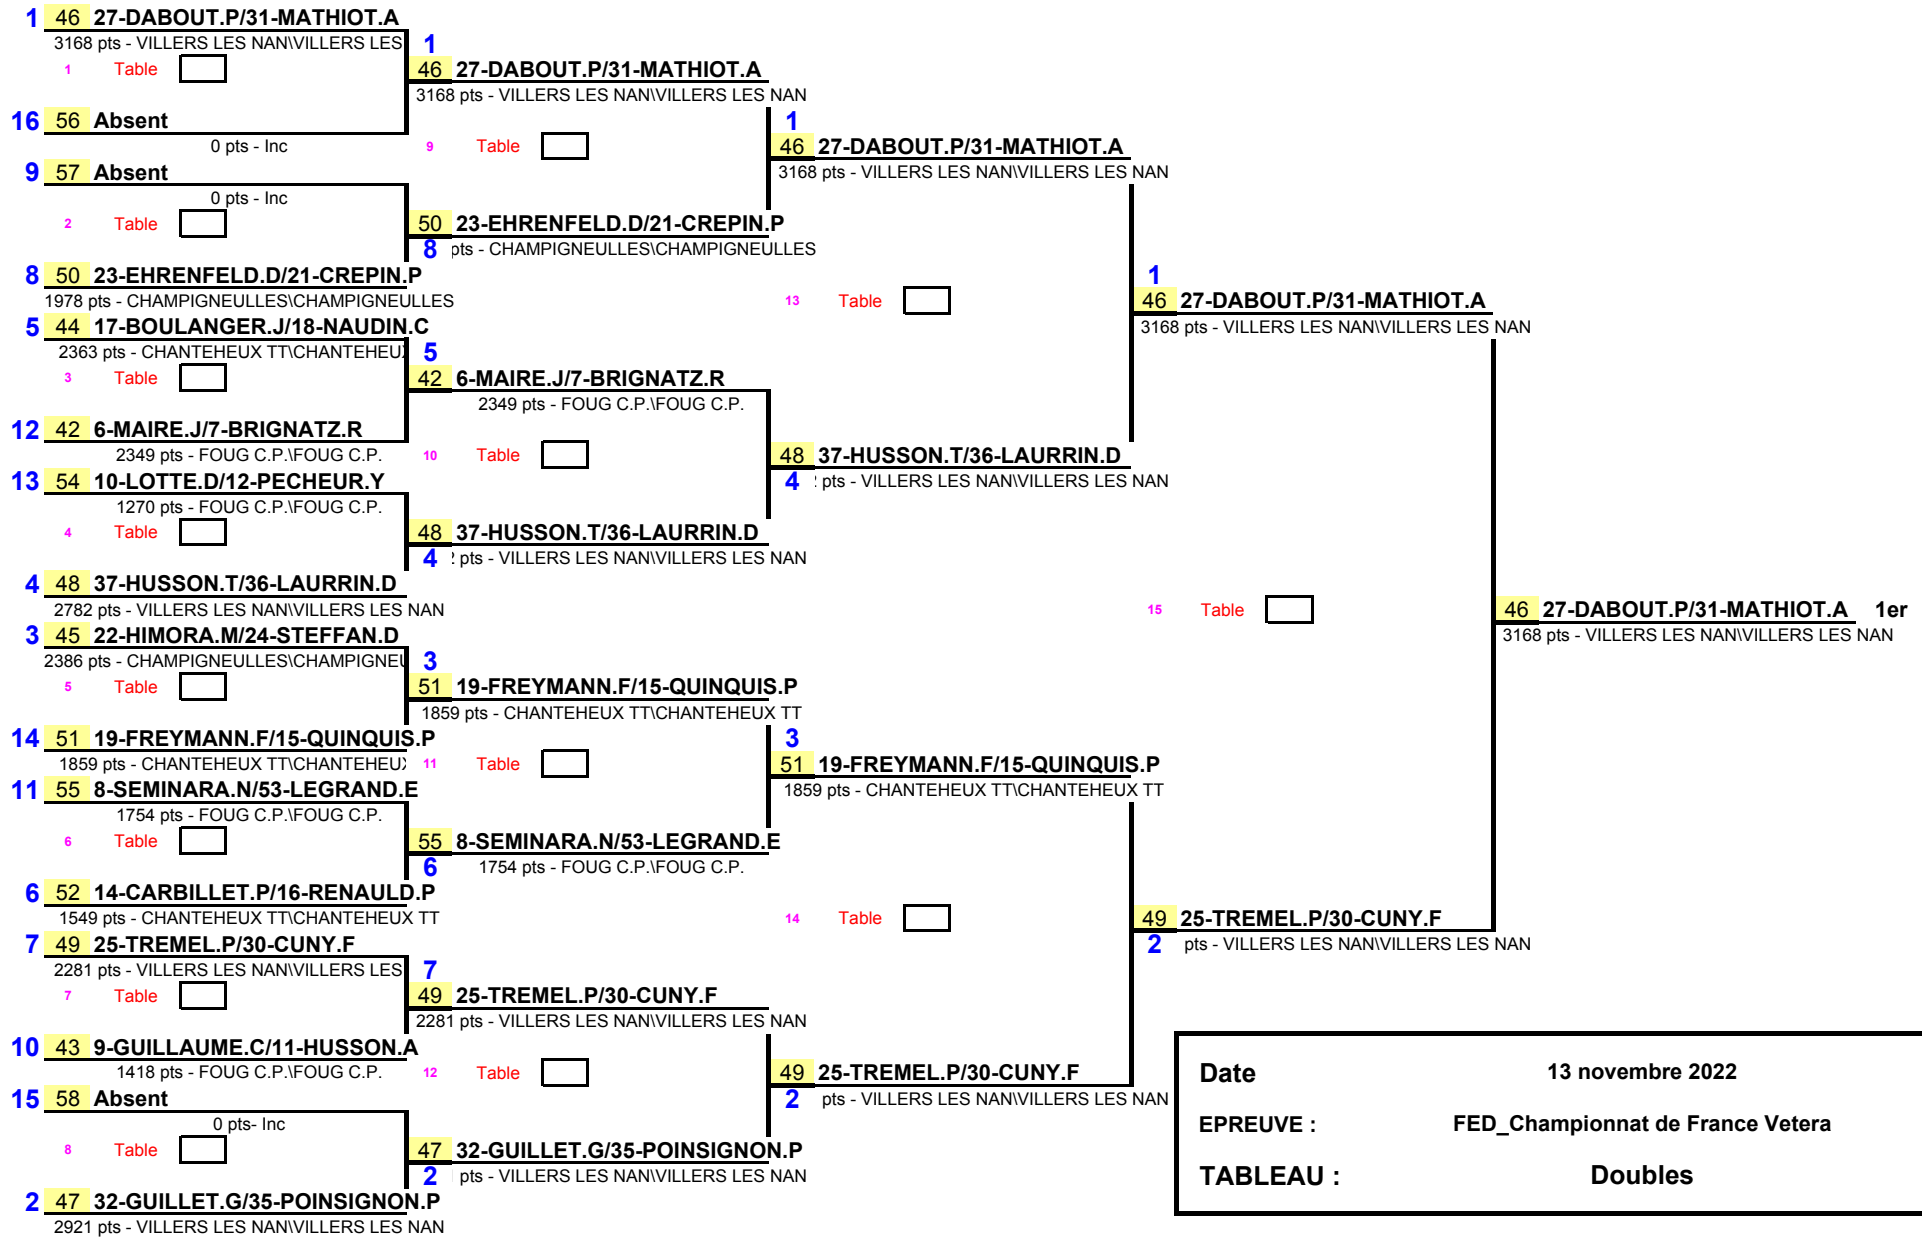 1 46 27-DABOUT.P/31-MATHIOT.A
3168 pts - VILLERS LES NAN\VILLERS LES
1 Table
16 56 Absent
0 pts - Inc
9 57 Absent
0 pts - Inc
2 Table
8 50 23-EHRENFELD.D/21-CREPIN.P
1978 pts - CHAMPIGNEULLES\CHAMPIGNEULLES
5 44 17-BOULANGER.J/18-NAUDIN.C
2363 pts - CHANTEHEUX TT\CHANTEHEUX
3 Table
12 42 6-MAIRE.J/7-BRIGNATZ.R
2349 pts - FOUG C.P.\FOUG C.P.
13 54 10-LOTTE.D/12-PECHEUR.Y
1270 pts - FOUG C.P.\FOUG C.P.
4 Table
4 48 37-HUSSON.T/36-LAURRIN.D
2782 pts - VILLERS LES NAN\VILLERS LES NAN
3 45 22-HIMORA.M/24-STEFFAN.D
2386 pts - CHAMPIGNEULLES\CHAMPIGNEU
5 Table
14 51 19-FREYMANN.F/15-QUINQUIS.P
1859 pts - CHANTEHEUX TT\CHANTEHEUX
11 55 8-SEMINARA.N/53-LEGRAND.E
1754 pts - FOUG C.P.\FOUG C.P.
6 Table
6 52 14-CARBILLET.P/16-RENAULD.P
1549 pts - CHANTEHEUX TT\CHANTEHEUX TT
7 49 25-TREMEL.P/30-CUNY.F
2281 pts - VILLERS LES NAN\VILLERS LES
7 Table
10 43 9-GUILLAUME.C/11-HUSSON.A
1418 pts - FOUG C.P.\FOUG C.P.
15 58 Absent
0 pts- Inc
8 Table
2 47 32-GUILLET.G/35-POINSIGNON.P
2921 pts - VILLERS LES NAN\VILLERS LES NAN
1
46 27-DABOUT.P/31-MATHIOT.A
3168 pts - VILLERS LES NAN\VILLERS LES NAN
9 Table
50 23-EHRENFELD.D/21-CREPIN.P
8 pts - CHAMPIGNEULLES\CHAMPIGNEULLES
5
42 6-MAIRE.J/7-BRIGNATZ.R
2349 pts - FOUG C.P.\FOUG C.P.
10 Table
48 37-HUSSON.T/36-LAURRIN.D
4 pts - VILLERS LES NAN\VILLERS LES NAN
3
51 19-FREYMANN.F/15-QUINQUIS.P
1859 pts - CHANTEHEUX TT\CHANTEHEUX TT
11 Table
55 8-SEMINARA.N/53-LEGRAND.E
6 1754 pts - FOUG C.P.\FOUG C.P.
7
49 25-TREMEL.P/30-CUNY.F
2281 pts - VILLERS LES NAN\VILLERS LES NAN
12 Table
47 32-GUILLET.G/35-POINSIGNON.P
2 pts - VILLERS LES NAN\VILLERS LES NAN
1
46 27-DABOUT.P/31-MATHIOT.A
3168 pts - VILLERS LES NAN\VILLERS LES NAN
13 Table
48 37-HUSSON.T/36-LAURRIN.D
4 pts - VILLERS LES NAN\VILLERS LES NAN
3
51 19-FREYMANN.F/15-QUINQUIS.P
1859 pts - CHANTEHEUX TT\CHANTEHEUX TT
14 Table
49 25-TREMEL.P/30-CUNY.F
2 pts - VILLERS LES NAN\VILLERS LES NAN
1
46 27-DABOUT.P/31-MATHIOT.A
3168 pts - VILLERS LES NAN\VILLERS LES NAN
15 Table
49 25-TREMEL.P/30-CUNY.F
2 pts - VILLERS LES NAN\VILLERS LES NAN
46 27-DABOUT.P/31-MATHIOT.A 1er
3168 pts - VILLERS LES NAN\VILLERS LES NAN
Date 13 novembre 2022
EPREUVE : FED_Championnat de France Vetera
TABLEAU : Doubles